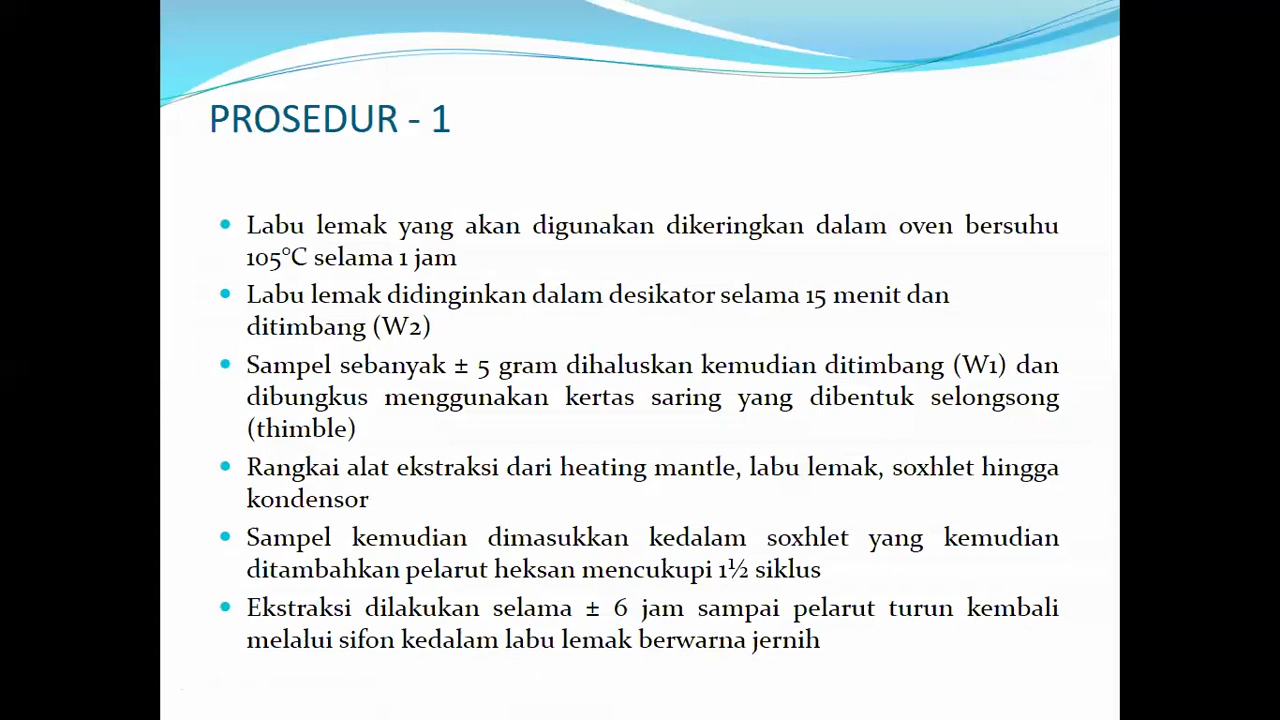 PROSEDUR - 1
• Labu lemak yang akan digunakan dikeringkan dalam oven bersuhu
105°C selama 1 jam
• Labu lemak didinginkan dalam desikator selama 15 menit dan
ditimbang (W2)
• Sampel sebanyak ± 5 gram dihaluskan kemudian ditimbang (W1) dan
dibungkus menggunakan kertas saring yang dibentuk selongsong
(thimble)
• Rangkai alat ekstraksi dari heating mantle, labu lemak, soxhlet hingga
kondensor
• Sampel kemudian dimasukkan kedalam soxhlet yang kemudian
ditambahkan pelarut heksan mencukupi 1½ siklus
• Ekstraksi dilakukan selama ± 6 jam sampai pelarut turun kembali
melalui sifon kedalam labu lemak berwarna jernih